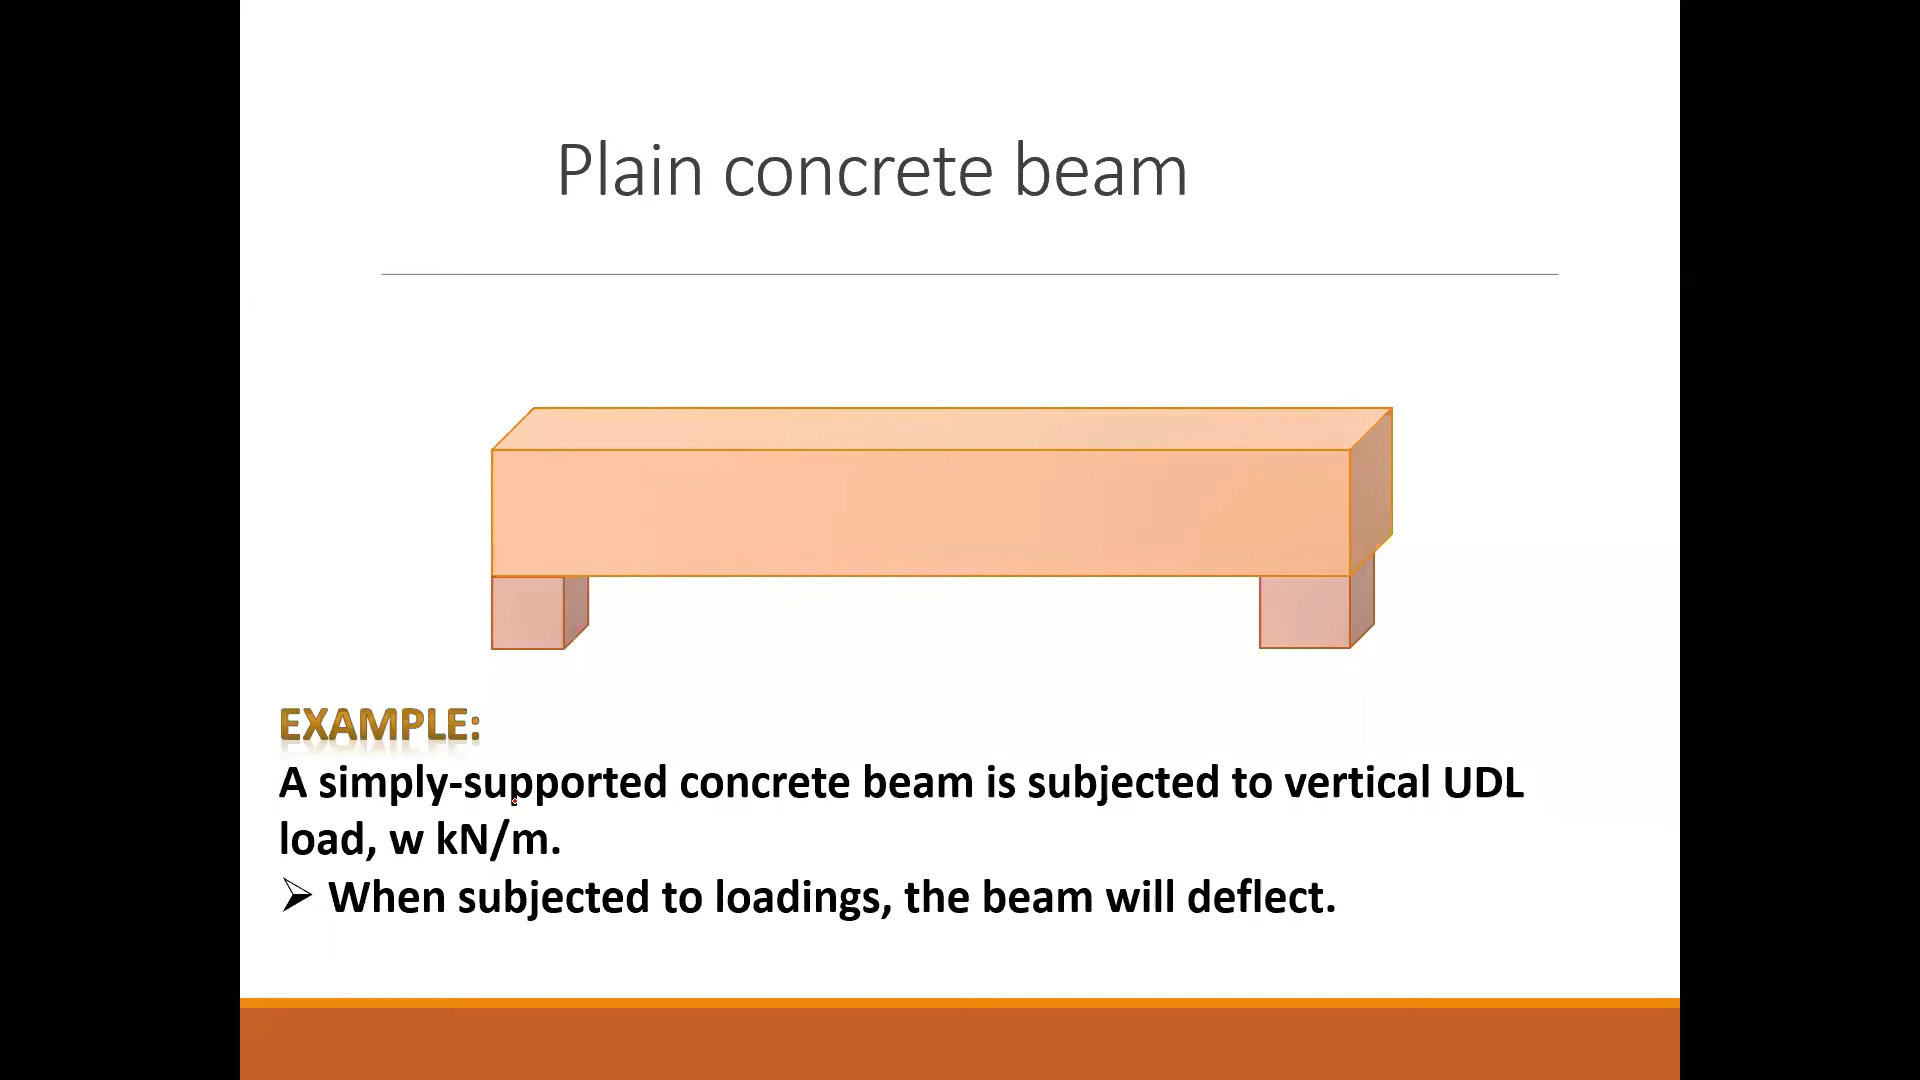 Plain concrete beam
EXAMPLE:
A simply-supported concrete beam is subjected to vertical UDL
load, w kN/m.
➢ When subjected to loadings, the beam will deflect.